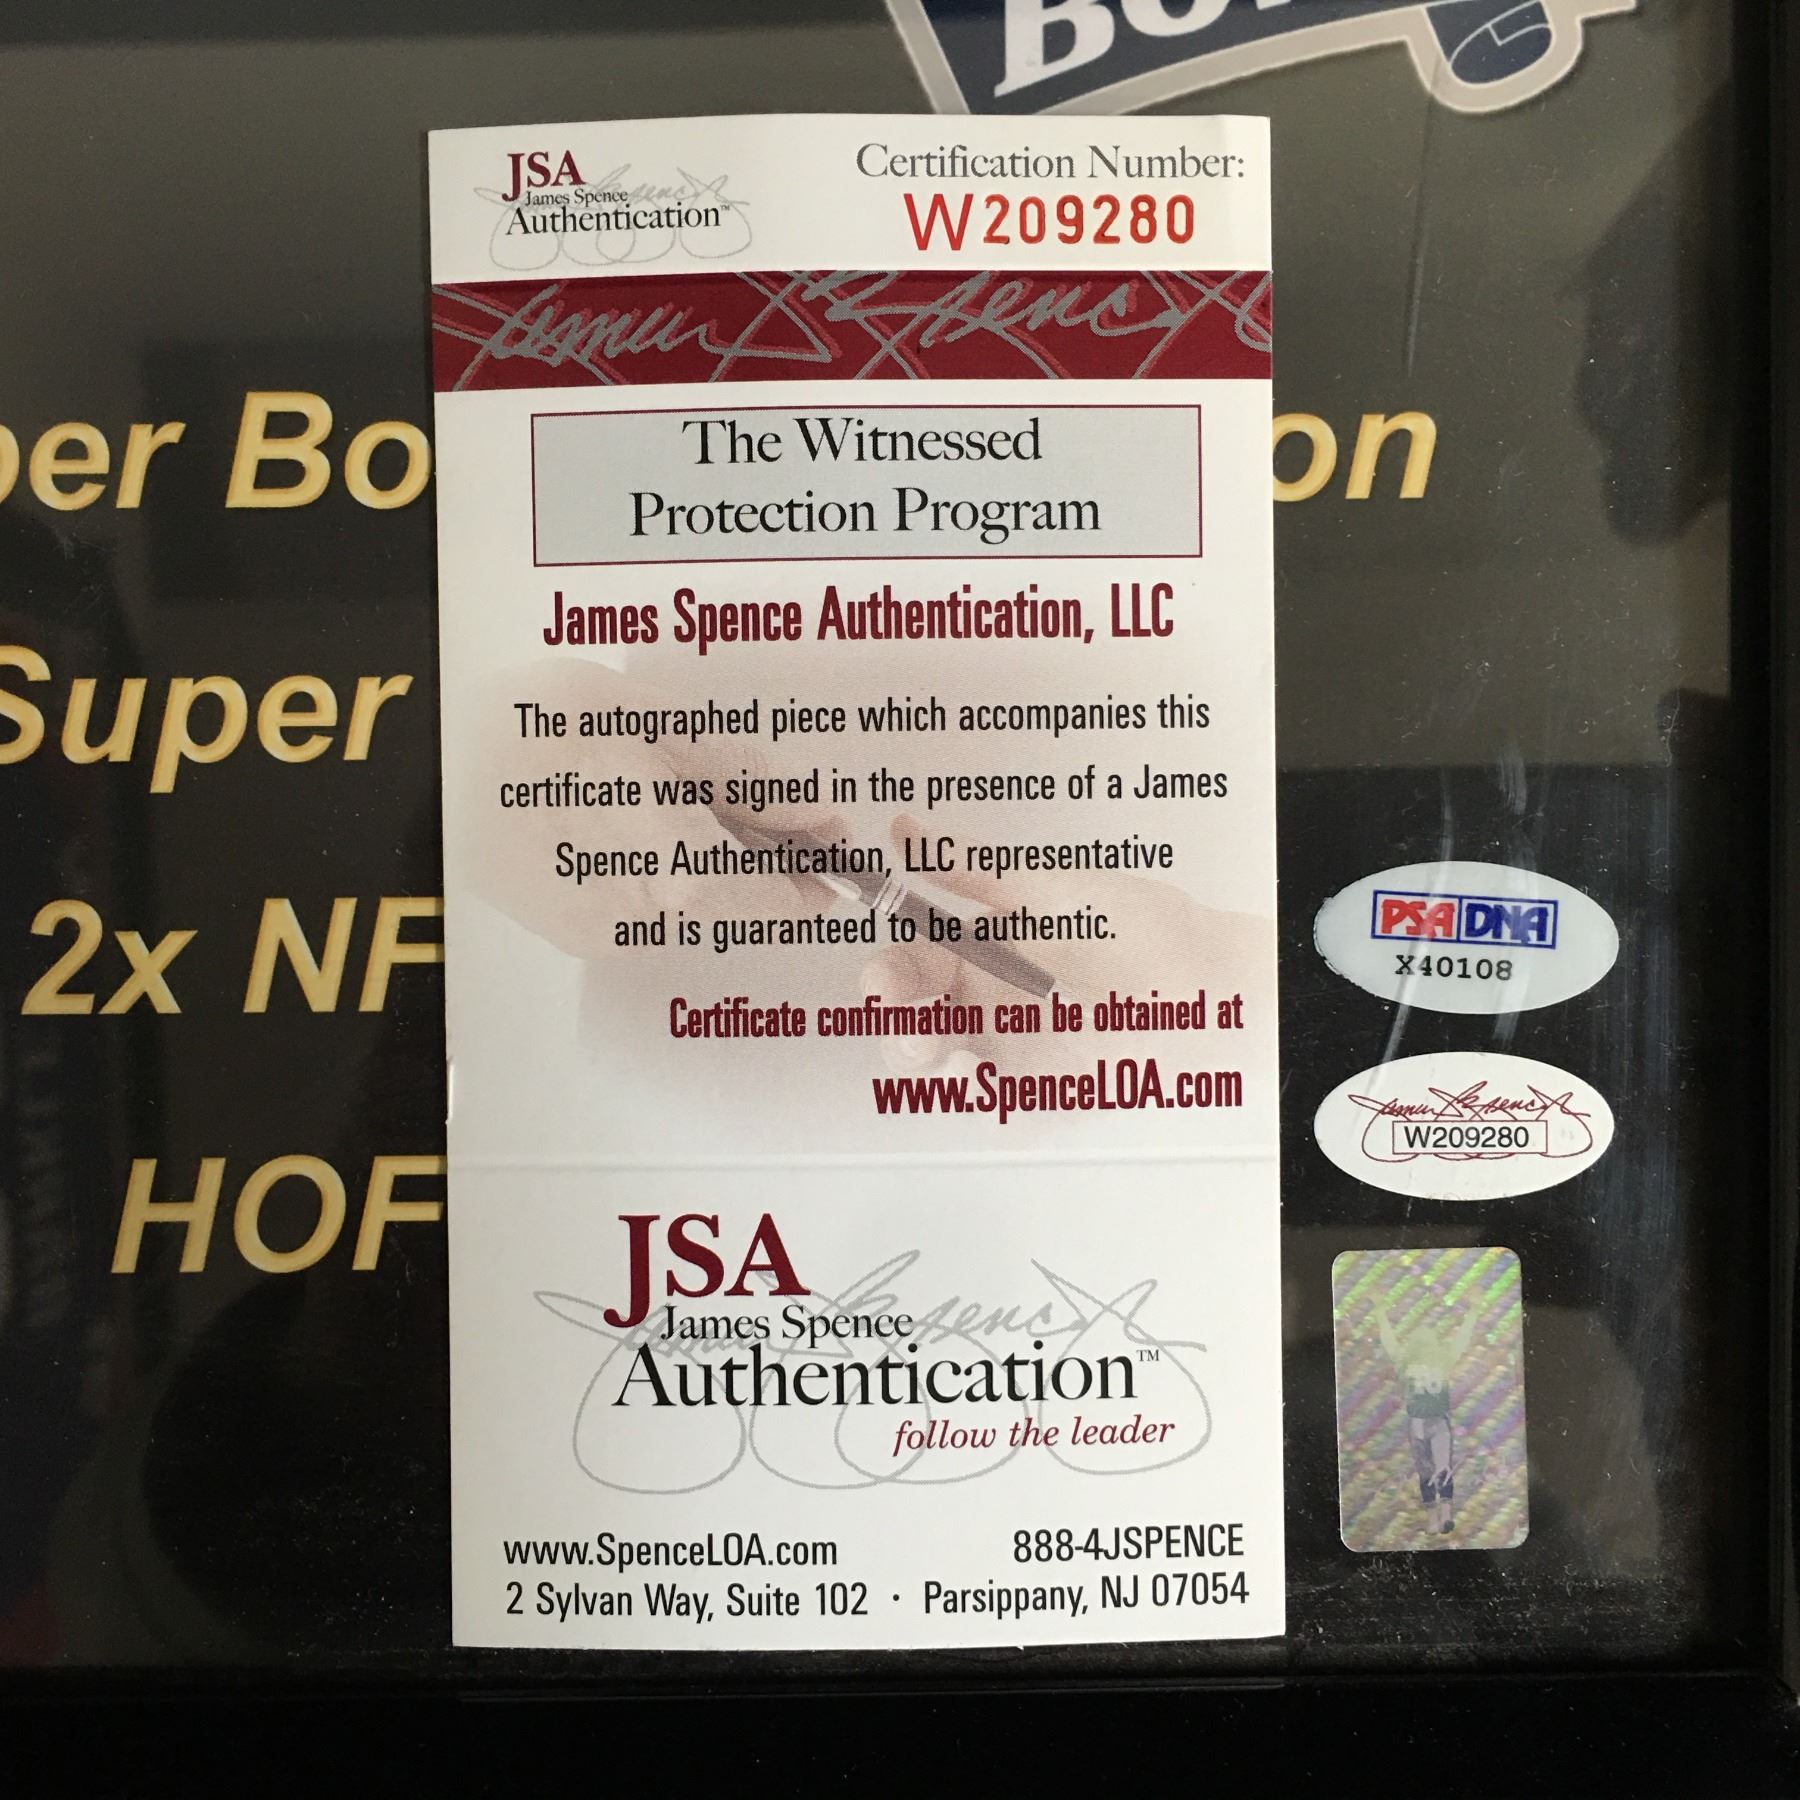 JSA
James Spence
Authentication™
Certification Number:
W209280
The Witnessed
Protection Program
James Spence Authentication, LLC
The autographed piece which accompanies this
certificate was signed in the presence of a James
Spence Authentication, LLC representative
and is guaranteed to be authentic.
Certificate confirmation can be obtained at
www.SpenceLOA.com
JSA
James Spence
Authentication™
follow the leader
www.SpenceLOA.com 888-4JSPENCE
2 Sylvan Way, Suite 102 · Parsippany, NJ 07054
per Bo on
Super
2x NF
HOF
PSA DNA
X40108
W209280